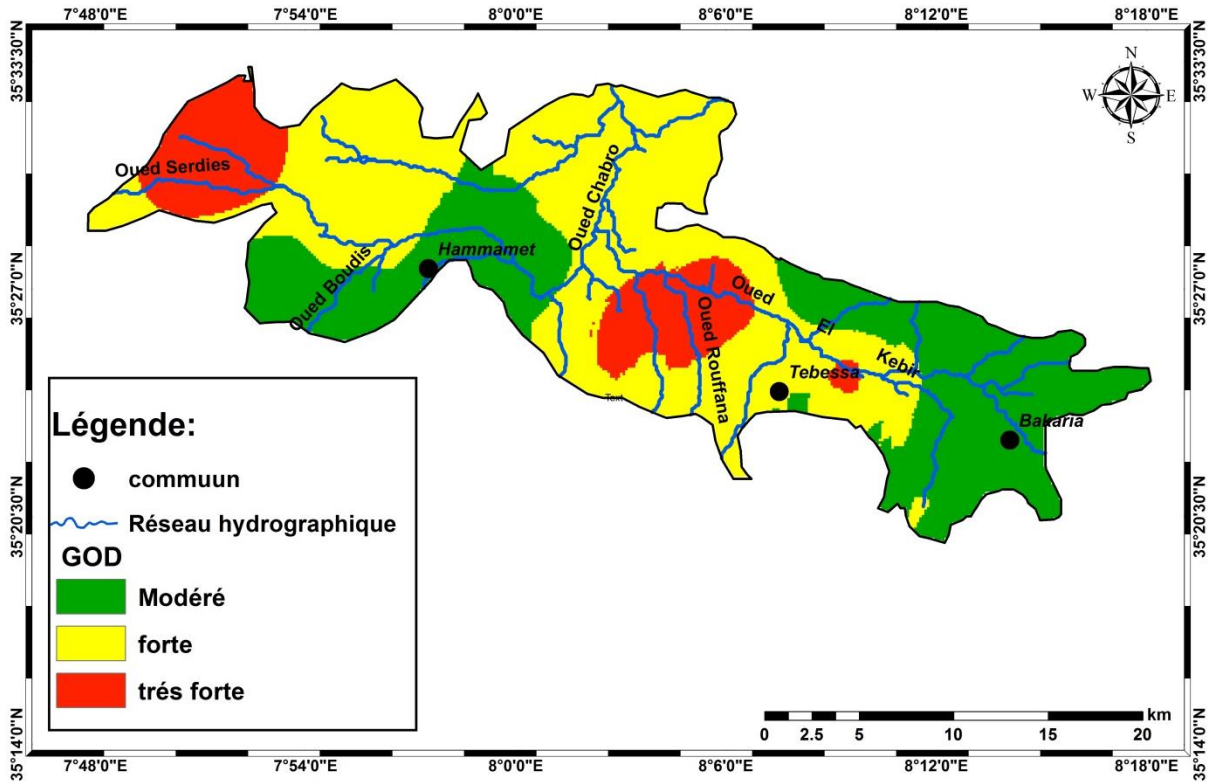 7°48'0"E 7°54'0"E 8°0'0"E 8°6'0"E 8°12'0"E 8°18'0"E
35°33'30"N
35°33'30"N
N
W E
S
Oued Serdies
Oued Chabro
Hammamet
Oued Boudis
35°27'0"N
35°27'0"N
Oued
El
Kebir
Oued Rouffana
Tebessa
Text
Bakaria
Légende:
commuun
Réseau hydrographique
GOD
Modéré
forte
trés forte
35°20'30"N
35°20'30"N
km
0 2.5 5 10 15 20
35°14'0"N
35°14'0"N
7°48'0"E 7°54'0"E 8°0'0"E 8°6'0"E 8°12'0"E 8°18'0"E